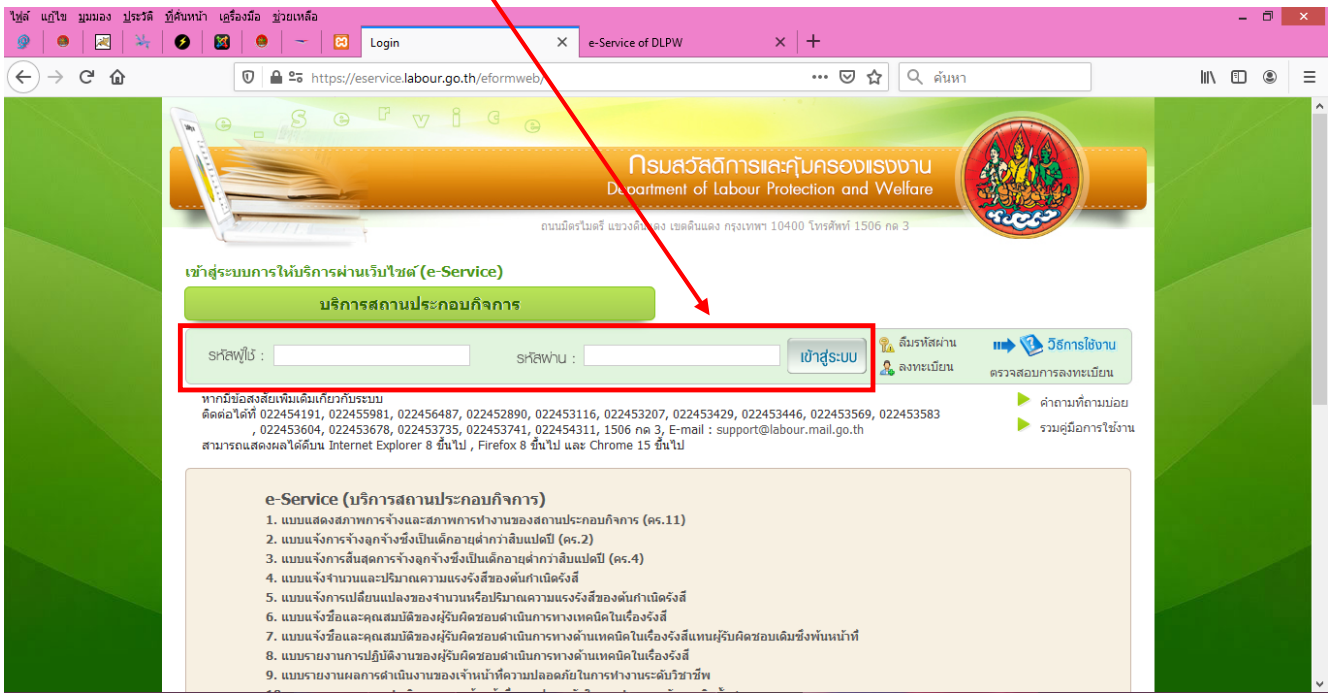 ไฟล์ แก้ไข มุมมอง ประวัติ ที่คั่นหน้า เครื่องมือ ช่วยเหลือ
Login
e-Service of DLPW
https://eservice.labour.go.th/eformweb/
ค้นหา
e _ S e r v i c e
กรมสวัสดิการและคุ้มครองแรงงาน
Department of Labour Protection and Welfare
ถนนมิตรไมตรี แขวงดินแดง เขตดินแดง กรุงเทพฯ 10400 โทรศัพท์ 1506 กด 3
เข้าสู่ระบบการให้บริการผ่านเว็บไซต์ (e-Service)
บริการสถานประกอบกิจการ
รหัสผู้ใช้ :
รหัสผ่าน :
เข้าสู่ระบบ
ลืมรหัสผ่าน
ลงทะเบียน
วิธีการใช้งาน
ตรวจสอบการลงทะเบียน
หากมีข้อสงสัยเพิ่มเติมเกี่ยวกับระบบ
ติดต่อได้ที่ 022454191, 022455981, 022456487, 022452890, 022453116, 022453207, 022453429, 022453446, 022453569, 022453583
, 022453604, 022453678, 022453735, 022453741, 022454311, 1506 กด 3, E-mail : support@labour.mail.go.th
สามารถแสดงผลได้ดีบน Internet Explorer 8 ขึ้นไป , Firefox 8 ขึ้นไป และ Chrome 15 ขึ้นไป
คำถามที่ถามบ่อย
รวมคู่มือการใช้งาน
e-Service (บริการสถานประกอบกิจการ)
1. แบบแสดงสภาพการจ้างและสภาพการทำงานของสถานประกอบกิจการ (คร.11)
2. แบบแจ้งการจ้างลูกจ้างซึ่งเป็นเด็กอายุต่ำกว่าสิบแปดปี (คร.2)
3. แบบแจ้งการสิ้นสุดการจ้างลูกจ้างซึ่งเป็นเด็กอายุต่ำกว่าสิบแปดปี (คร.4)
4. แบบแจ้งจำนวนและปริมาณความแรงรังสีของต้นกำเนิดรังสี
5. แบบแจ้งการเปลี่ยนแปลงของจำนวนหรือปริมาณความแรงรังสีของต้นกำเนิดรังสี
6. แบบแจ้งชื่อและคุณสมบัติของผู้รับผิดชอบดำเนินการทางเทคนิคในเรื่องรังสี
7. แบบแจ้งชื่อและคุณสมบัติของผู้รับผิดชอบดำเนินการทางด้านเทคนิคในเรื่องรังสีแทนผู้รับผิดชอบเดิมซึ่งพ้นหน้าที่
8. แบบรายงานการปฏิบัติงานของผู้รับผิดชอบดำเนินการทางด้านเทคนิคในเรื่องรังสี
9. แบบรายงานผลการดำเนินงานของเจ้าหน้าที่ความปลอดภัยในการทำงานระดับวิชาชีพ